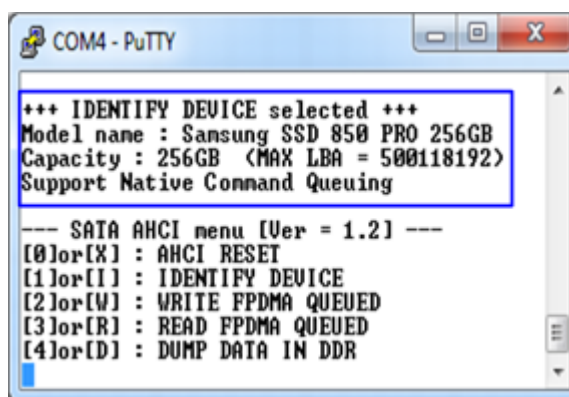 COM4 - PuTTY
+++ IDENTIFY DEVICE selected +++
Model name : Samsung SSD 850 PRO 256GB
Capacity : 256GB (MAX LBA = 500118192)
Support Native Command Queuing
--- SATA AHCI menu [Ver = 1.2] ---
[0]or[X] : AHCI RESET
[1]or[I] : IDENTIFY DEVICE
[2]or[W] : WRITE FPDMA QUEUED
[3]or[R] : READ FPDMA QUEUED
[4]or[D] : DUMP DATA IN DDR